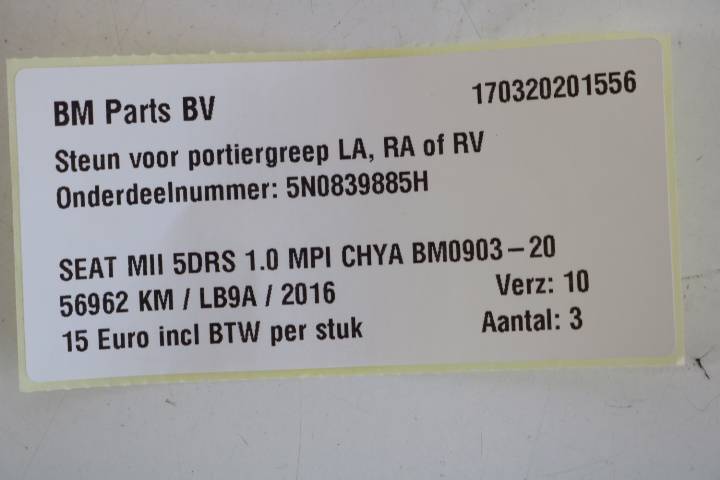 BM Parts BV 170320201556
Steun voor portiergreep LA, RA of RV
Onderdeelnummer: 5N0839885H
SEAT MII 5DRS 1.0 MPI CHYA BM0903-20
56962 KM / LB9A / 2016 Verz: 10
15 Euro incl BTW per stuk Aantal: 3